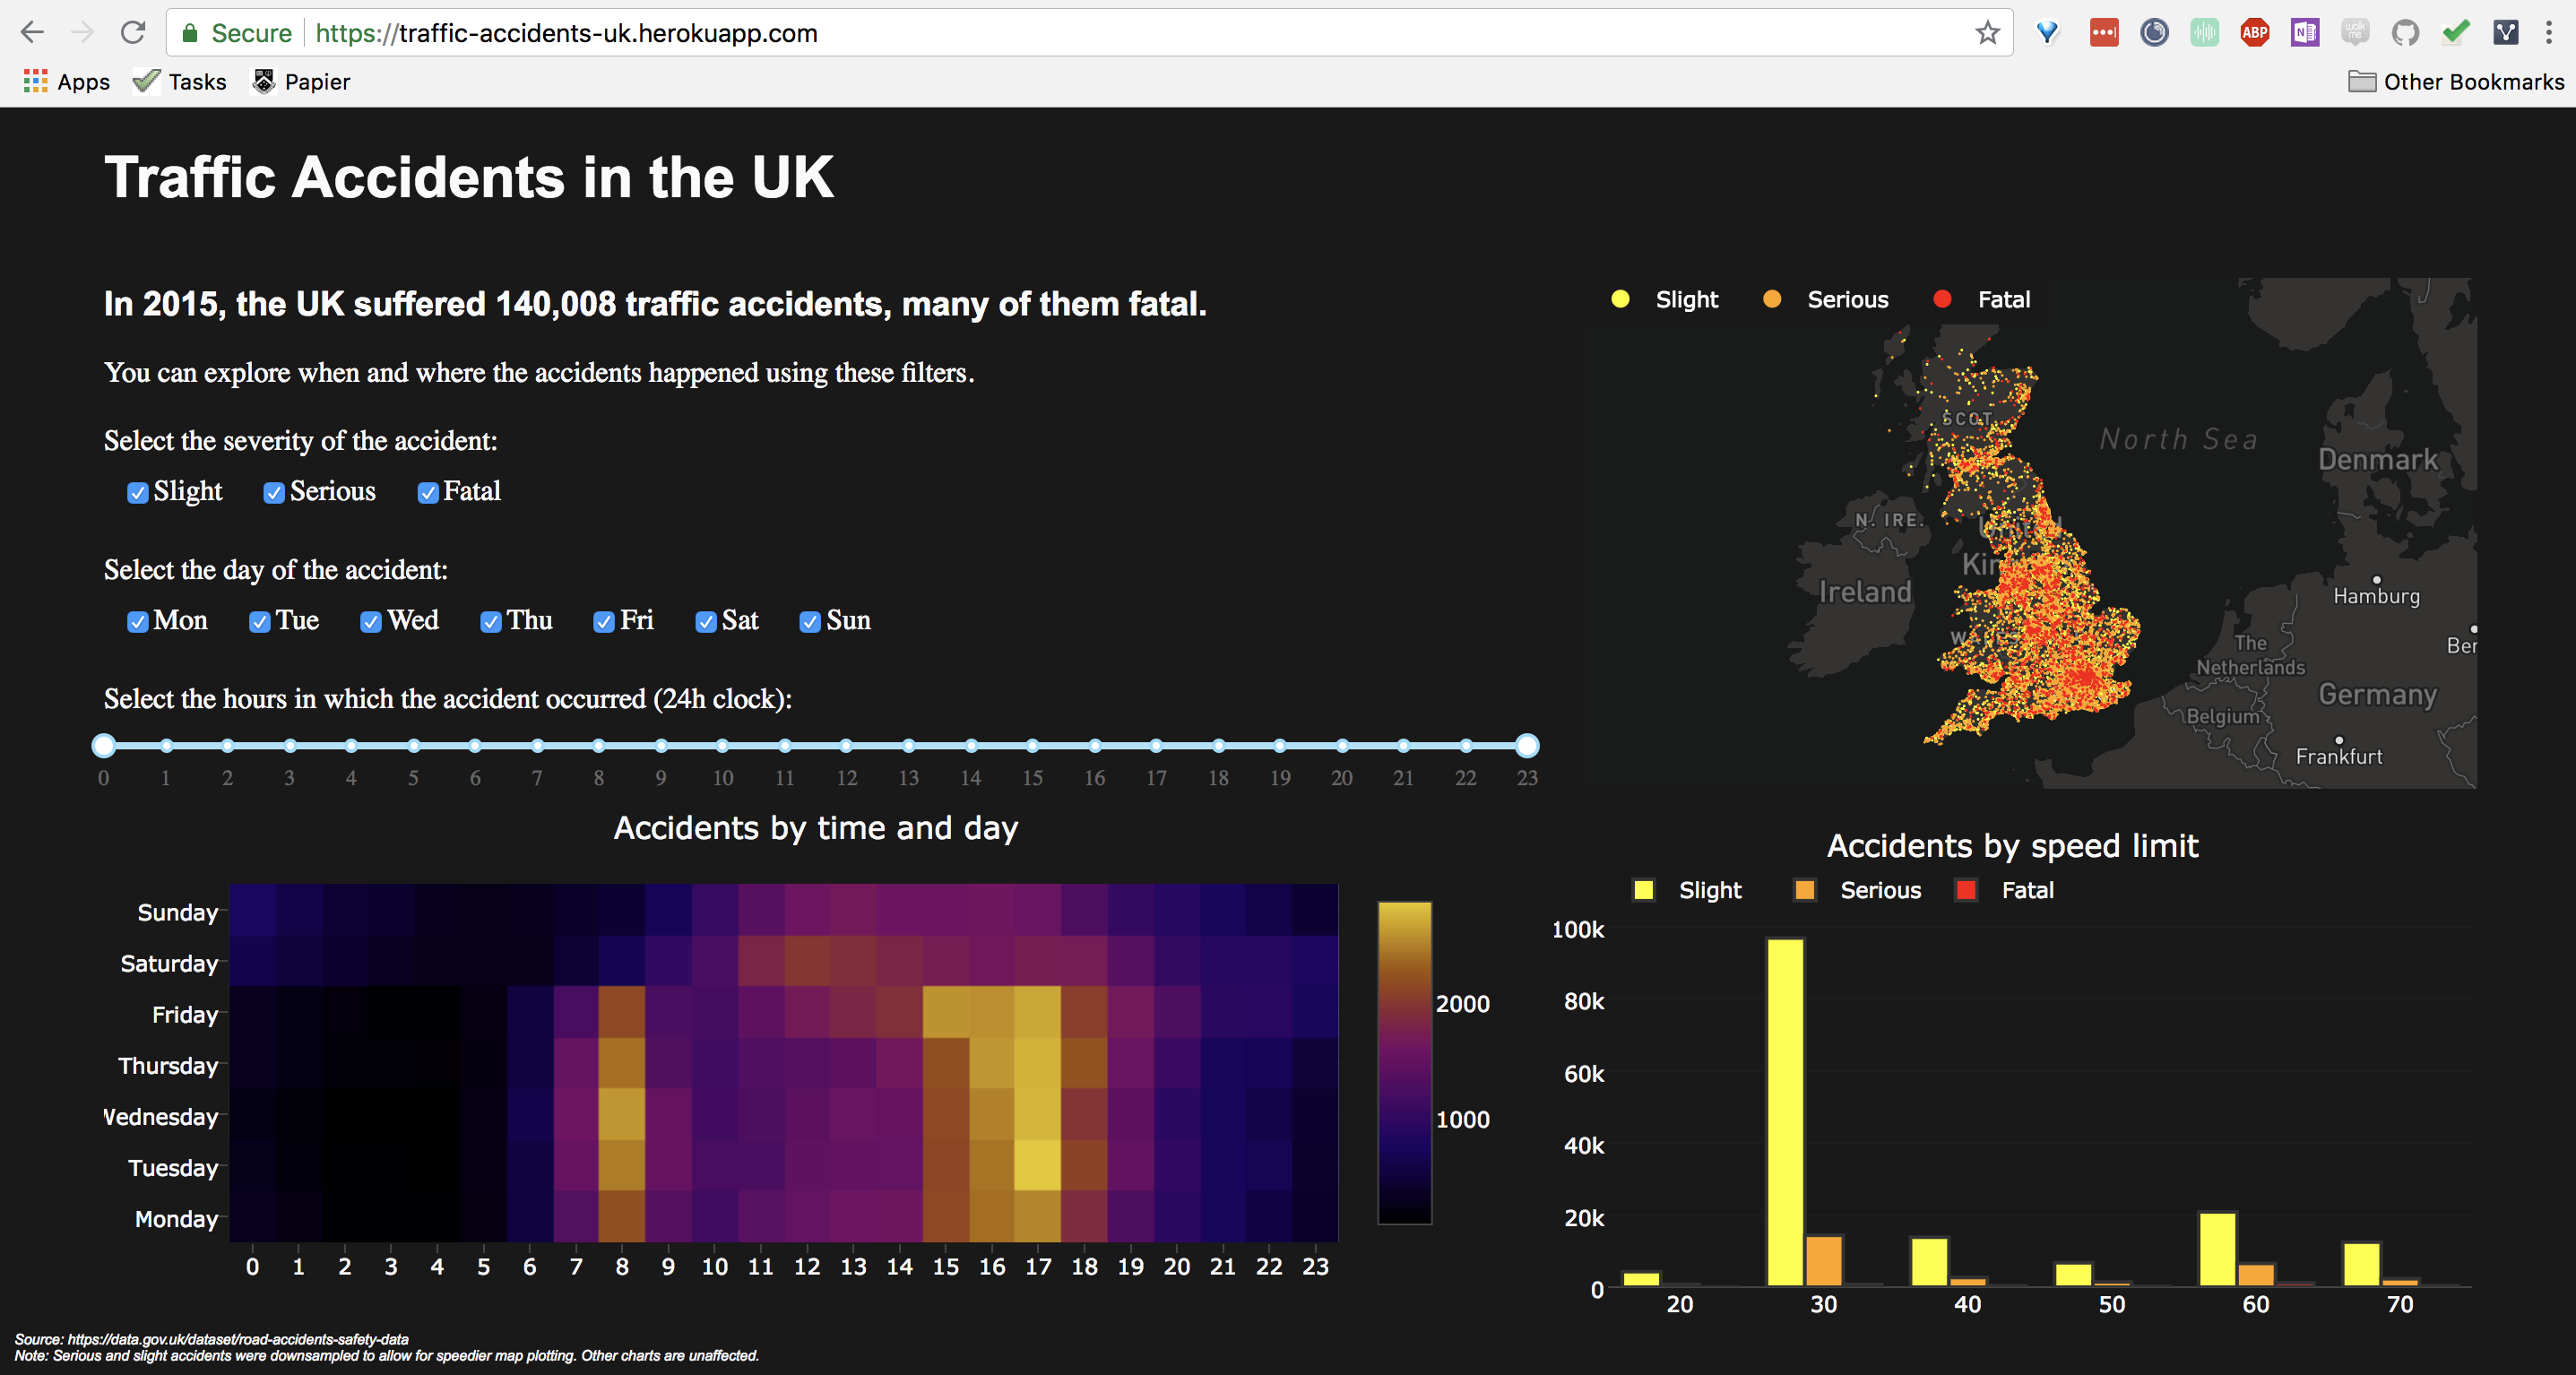 Secure https://traffic-accidents-uk.herokuapp.com ABP N walk me
Apps Tasks Papier Other Bookmarks
Traffic Accidents in the UK
In 2015, the UK suffered 140,008 traffic accidents, many of them fatal.
You can explore when and where the accidents happened using these filters.
Select the severity of the accident:
Slight Serious Fatal
Select the day of the accident:
Mon Tue Wed Thu Fri Sat Sun
Select the hours in which the accident occurred (24h clock):
0 1 2 3 4 5 6 7 8 9 10 11 12 13 14 15 16 17 18 19 20 21 22 23
Slight Serious Fatal
SCOT
North Sea
Denmark
N. IRE.
United
Kin
Ireland
Hamburg
W
Ber
The
Netherlands
Germany
Belgium
Frankfurt
Accidents by time and day
Sunday
Saturday
Friday
Thursday
Wednesday
Tuesday
Monday
0 1 2 3 4 5 6 7 8 9 10 11 12 13 14 15 16 17 18 19 20 21 22 23
2000
1000
Accidents by speed limit
Slight Serious Fatal
100k
80k
60k
40k
20k
0
20 30 40 50 60 70
Source: https://data.gov.uk/dataset/road-accidents-safety-data
Note: Serious and slight accidents were downsampled to allow for speedier map plotting. Other charts are unaffected.